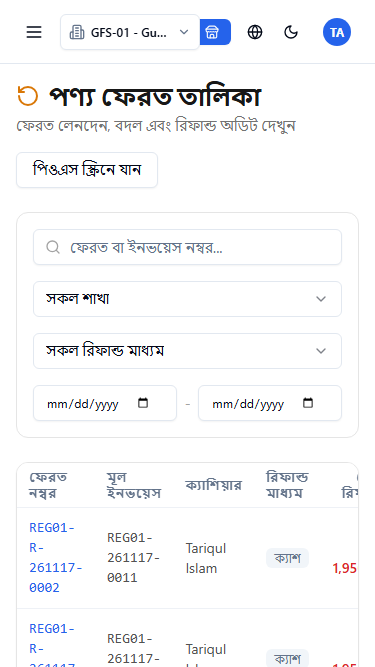 GFS-01 - Gu...
TA
পণ্য ফেরত তালিকা
ফেরত লেনদেন, বদল এবং রিফান্ড অডিট দেখুন
পিওএস স্ক্রিনে যান
ফেরত বা ইনভয়েস নম্বর...
সকল শাখা
সকল রিফান্ড মাধ্যম
mm/dd/yyyy - mm/dd/yyyy
ফেরত নম্বর
মূল ইনভয়েস
ক্যাশিয়ার
রিফান্ড মাধ্যম
REG01-
R-
261117-
0002
REG01-
261117-
0011
Tariqul
Islam
ক্যাশ
1,95
REG01-
R-
REG01-
Tariqul
ক্যাশ